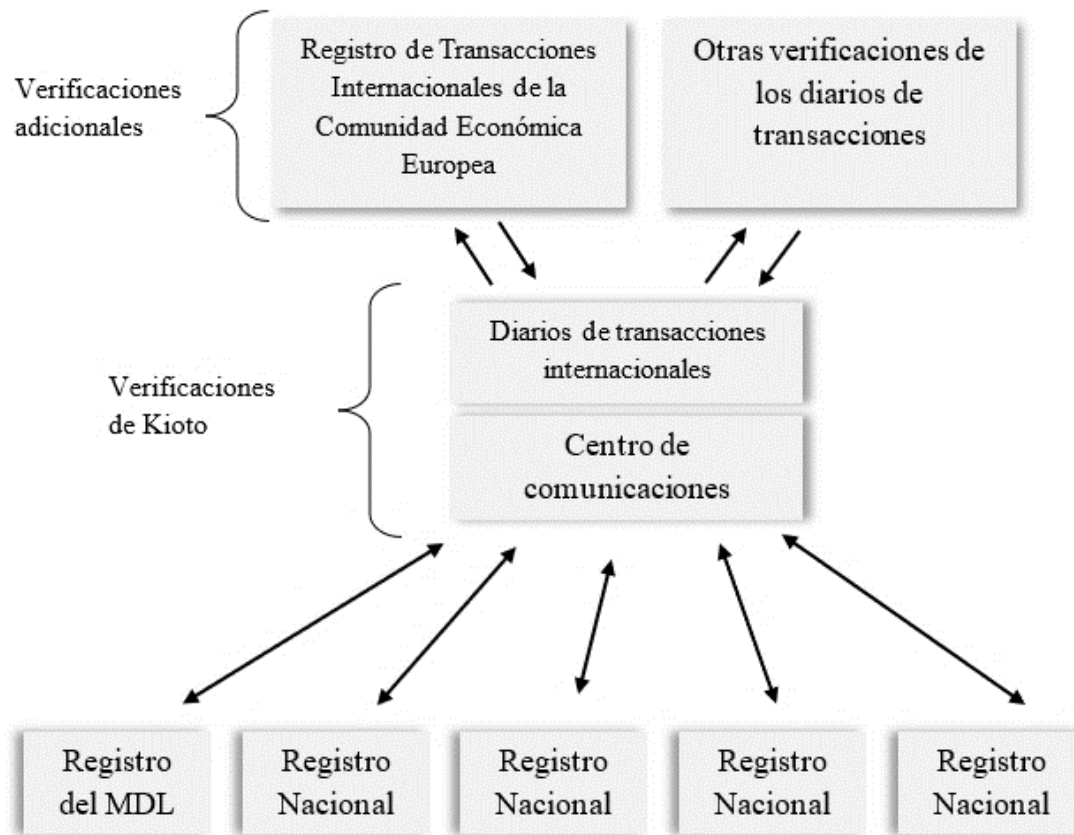 Verificaciones
adicionales
Registro de Transacciones
Internacionales de la
Comunidad Económica
Europea
Otras verificaciones de
los diarios de
transacciones
Verificaciones
de Kioto
Diarios de transacciones
internacionales
Centro de
comunicaciones
Registro
del MDL
Registro
Nacional
Registro
Nacional
Registro
Nacional
Registro
Nacional